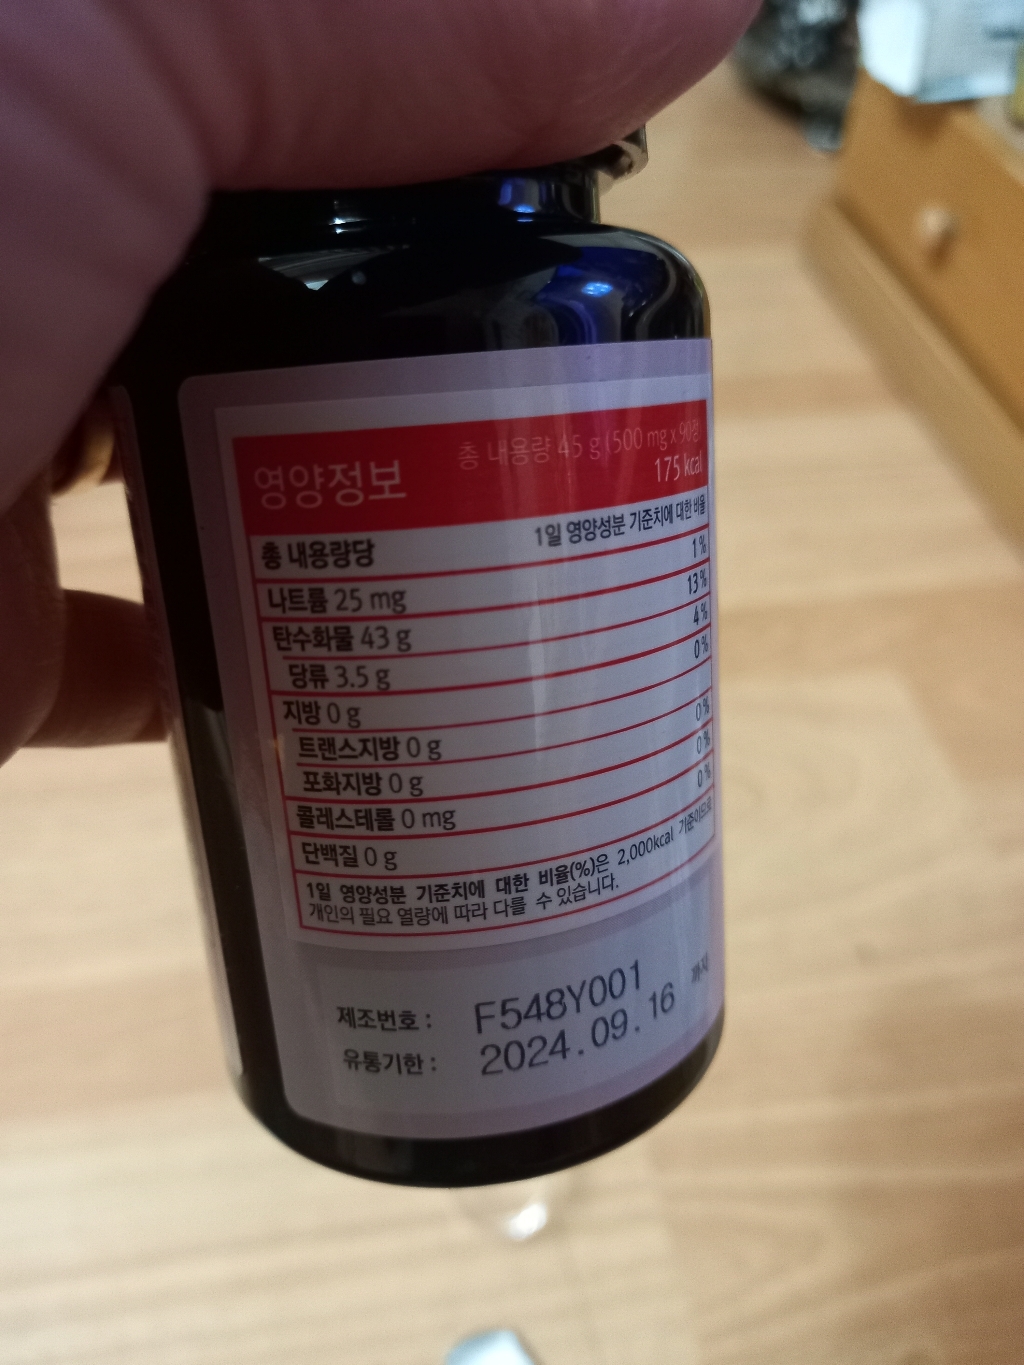 영양정보
총 내용량 45 g (500 mg x 90정)
175 kcal
총 내용량당
1일 영양성분 기준치에 대한 비율
나트륨 25 mg 1 %
탄수화물 43 g 13 %
당류 3.5 g 4 %
지방 0 g 0 %
트랜스지방 0 g
포화지방 0 g 0 %
콜레스테롤 0 mg 0 %
단백질 0 g 0 %
1일 영양성분 기준치에 대한 비율(%)은 2,000kcal 기준이므로
개인의 필요 열량에 따라 다를 수 있습니다.
제조번호 : F548Y001
유통기한 : 2024.09.16 까지